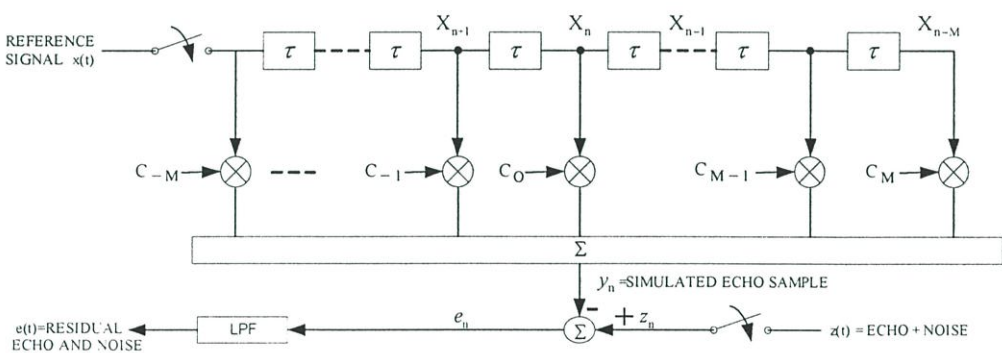 REFERENCE
SIGNAL x(t)
τ
τ
X_{n-1}
τ
X_n
τ
X_{n-1}
τ
τ
X_{n-M}
C_{-M}
C_{-1}
C_O
C_{M-1}
C_M
Σ
y_n =SIMULATED ECHO SAMPLE
-
+ z_n
Σ
e_n
LPF
e(t)=RESIDUAL
ECHO AND NOISE
z(t) = ECHO + NOISE